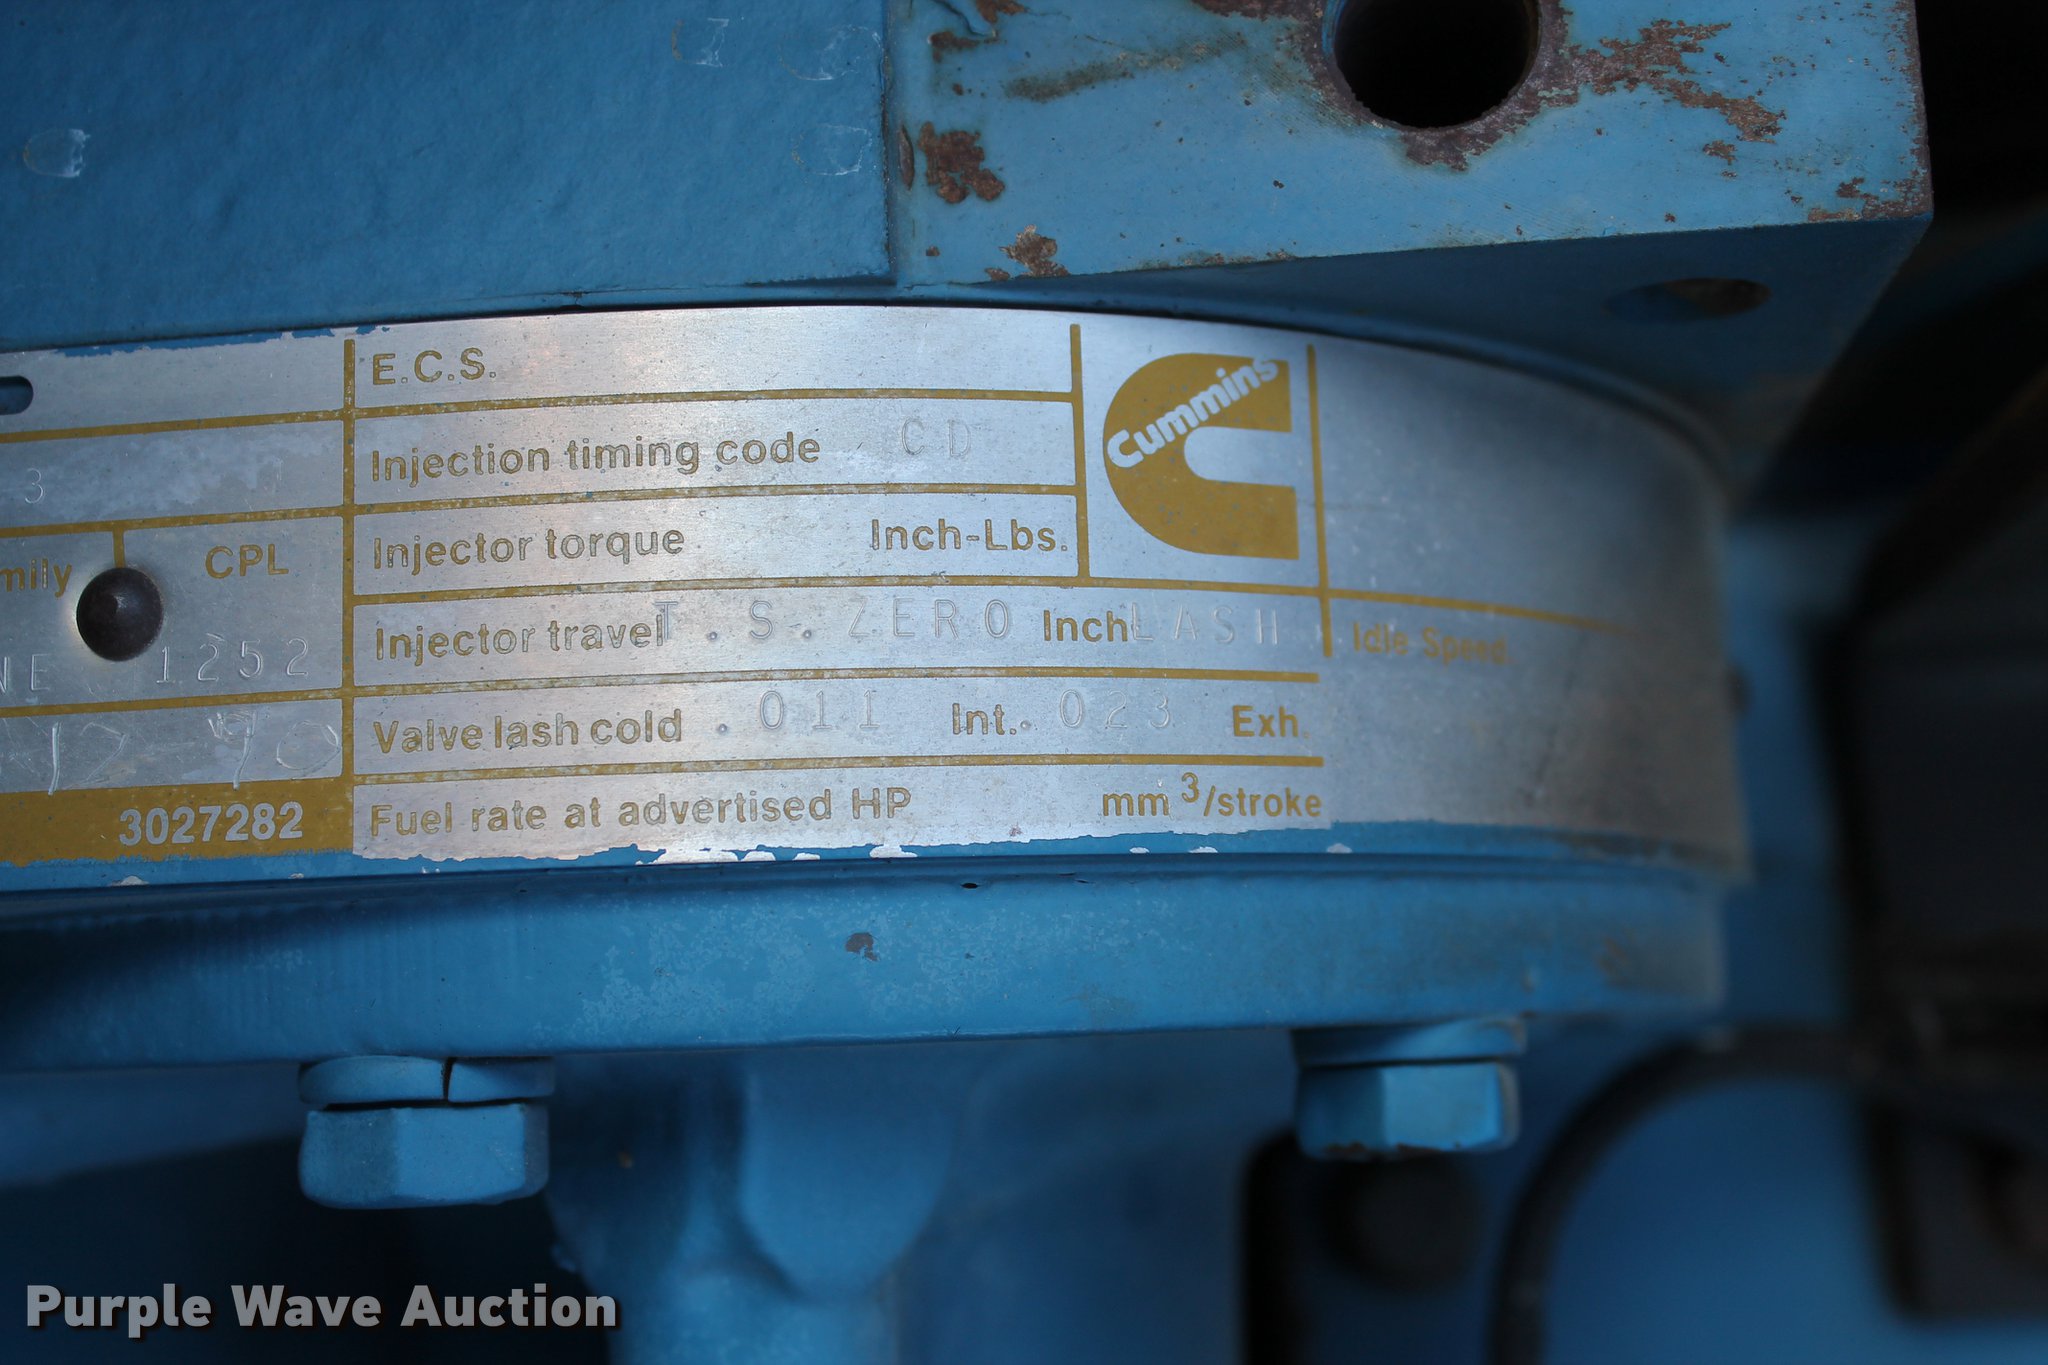 E.C.S.
Cummins
Injection timing code CD
3
Injector torque Inch-Lbs.
mily CPL
Injector travel T.S. ZERO Inch LASH
Idle Speed.
NE 1252
Valve lash cold .011 Int. .023 Exh.
Fuel rate at advertised HP mm³/stroke
3027282
Purple Wave Auction